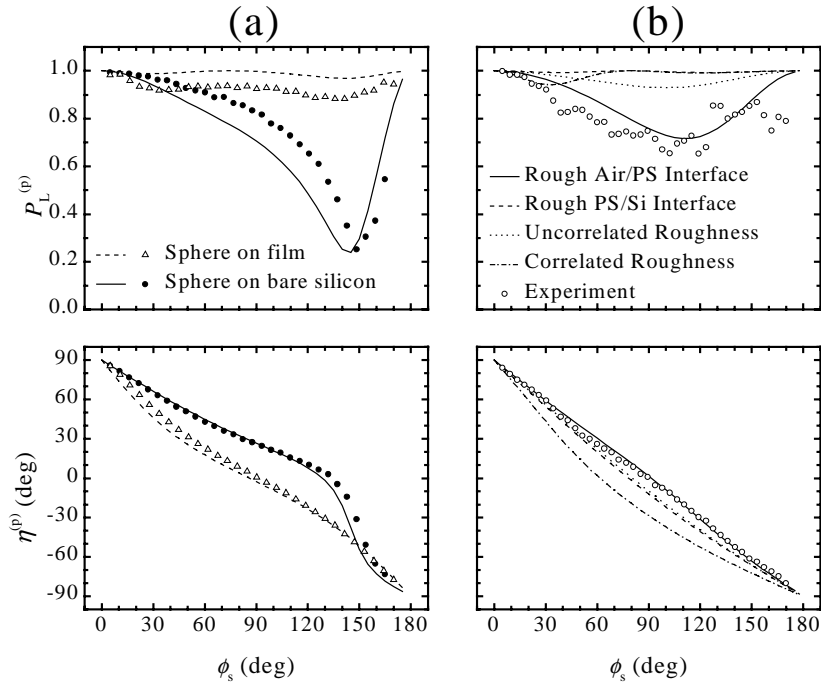 (a)
(b)
P_L^(p)
1.0
0.8
0.6
0.4
0.2
0.0
Sphere on film
Sphere on bare silicon
Rough Air/PS Interface
Rough PS/Si Interface
Uncorrelated Roughness
Correlated Roughness
Experiment
η^(p) (deg)
90
60
30
0
-30
-60
-90
0 30 60 90 120 150 180
0 30 60 90 120 150 180
ϕ_s (deg)
ϕ_s (deg)